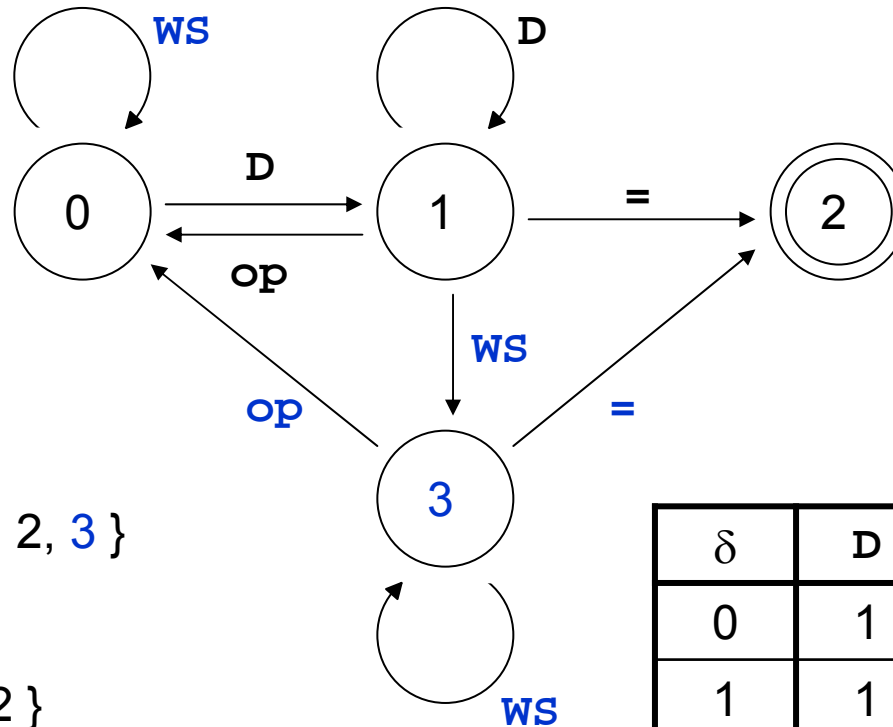 WS
D
0
D
1
=
2
op
WS
op
=
3
2, 3 }
δ D
0 1
1 1
2 }
WS